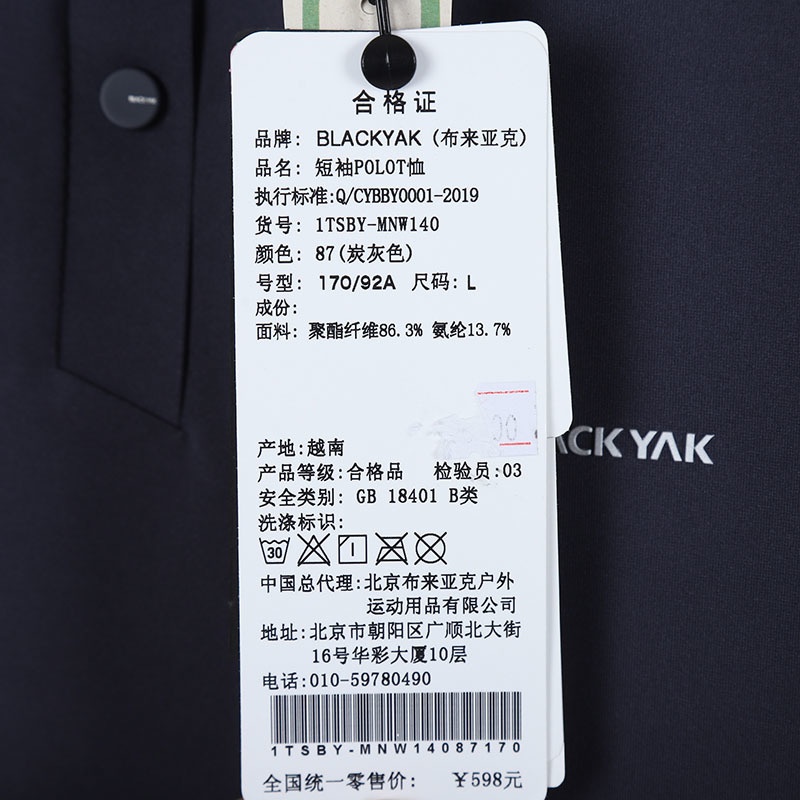 BLACKYAK
合格证
品牌: BLACKYAK (布来亚克)
品名: 短袖POLOT恤
执行标准:Q/CYBBY0001-2019
货号: 1TSBY-MNW140
颜色: 87(炭灰色)
号型: 170/92A 尺码: L
成份:
面料: 聚酯纤维86.3% 氨纶13.7%
00
ACKYAK
产地:越南
产品等级:合格品 检验员:03
安全类别: GB 18401 B类
洗涤标识:
30
中国总代理:北京布来亚克户外
运动用品有限公司
地址:北京市朝阳区广顺北大街
16号华彩大厦10层
电话:010-59780490
1TSBY-MNW14087170
全国统一零售价: ¥598元